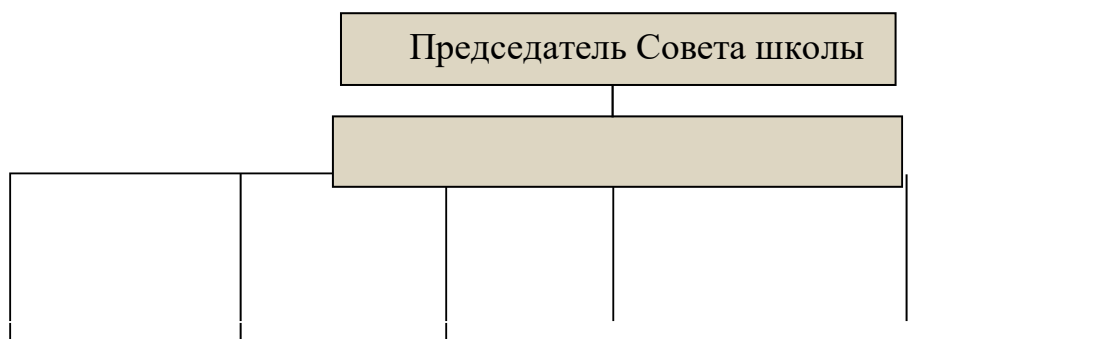 Председатель Совета школы